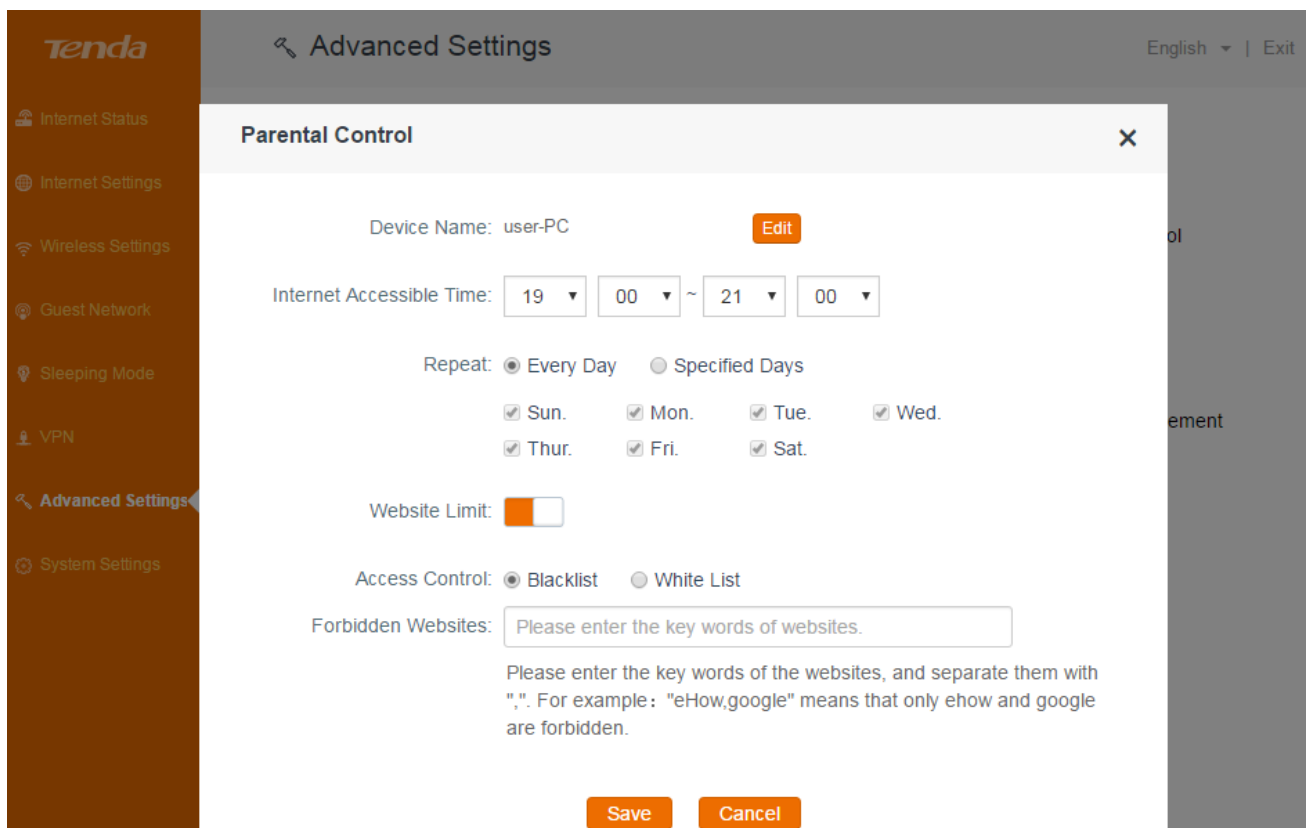 Tenda
Advanced Settings
English | Exit
Internet Status
Internet Settings
Wireless Settings
Guest Network
Sleeping Mode
VPN
Advanced Settings
System Settings
Parental Control ×
Device Name: user-PC Edit
ol
Internet Accessible Time: 19 00 ~ 21 00
Repeat: Every Day Specified Days
Sun. Mon. Tue. Wed.
ement
Thur. Fri. Sat.
Website Limit:
Access Control: Blacklist White List
Forbidden Websites: Please enter the key words of websites.
Please enter the key words of the websites, and separate them with
",". For example："eHow,google" means that only ehow and google
are forbidden.
Save Cancel